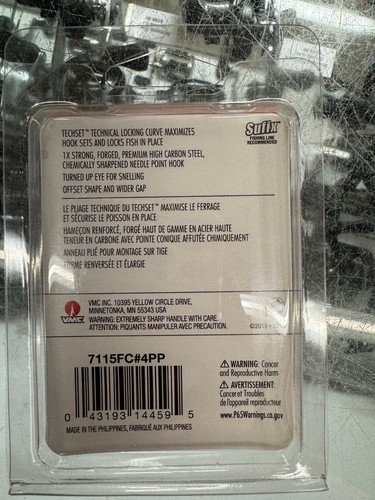 TECHSET™ TECHNICAL LOCKING CURVE MAXIMIZES
HOOK SETS AND LOCKS FISH IN PLACE
Sufix
FISHING LINE
RECOMMENDED
1X STRONG, FORGED, PREMIUM HIGH CARBON STEEL,
CHEMICALLY SHARPENED NEEDLE POINT HOOK
TURNED UP EYE FOR SNELLING
OFFSET SHAPE AND WIDER GAP
LE PLIAGE TECHNIQUE DU TECHSET™ MAXIMISE LE FERRAGE
ET SÉCURISE LE POISSON EN PLACE
HAMEÇON RENFORCÉ, FORGÉ HAUT DE GAMME EN ACIER HAUTE
TENEUR EN CARBONE AVEC POINTE CONIQUE AFFUTÉE CHIMIQUEMENT
ANNEAU PLIÉ POUR MONTAGE SUR TIGE
FORME RENVERSÉE ET ÉLARGIE
VMC
VMC INC. 10395 YELLOW CIRCLE DRIVE,
MINNETONKA, MN 55343 USA
WARNING: EXTREMELY SHARP HANDLE WITH CARE.
ATTENTION: PIQUANTS MANIPULER AVEC PRÉCAUTION.
7115FC#4PP
0 43193 14459 5
MADE IN THE PHILIPPINES, FABRIQUÉ AUX PHILIPPINES
WARNING: Cancer
and Reproductive Harm
AVERTISSEMENT:
Cancer et Troubles
de l'appareil reproducteur
www.P65Warnings.ca.gov